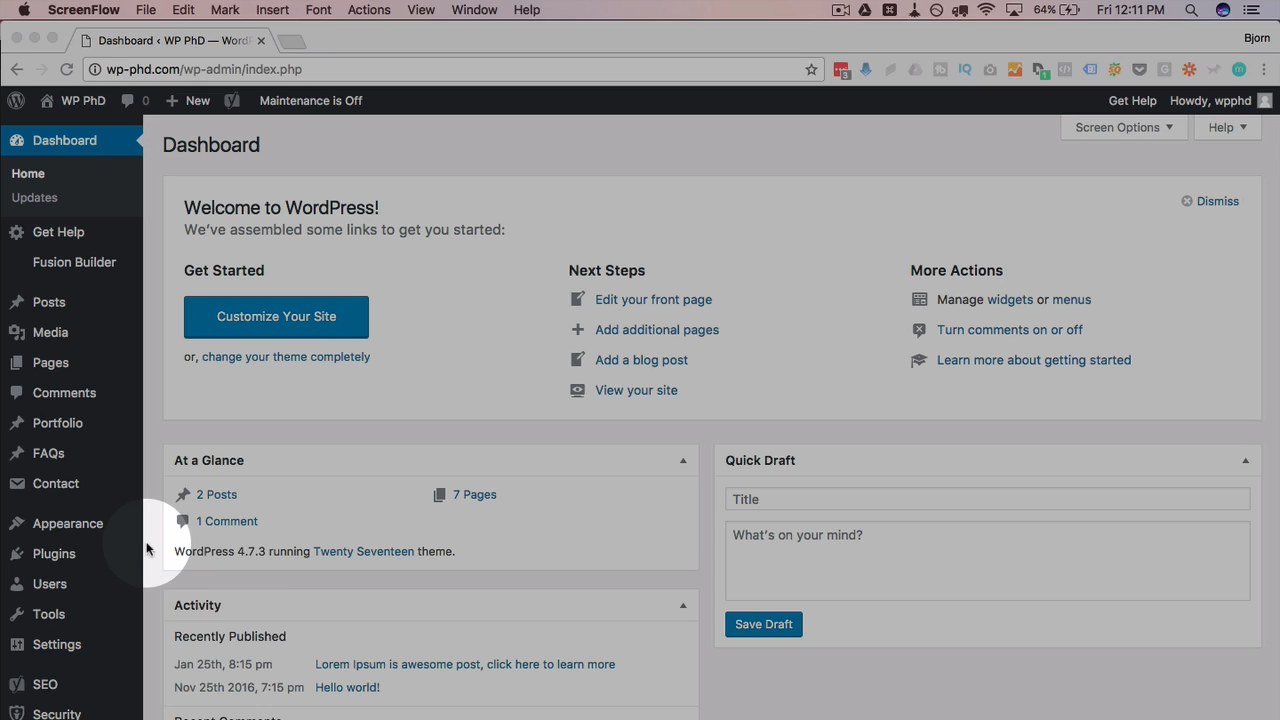 ScreenFlow File Edit Mark Insert Font Actions View Window Help 64% Fri 12:11 PM
Dashboard ‹ WP PhD — Word Bjorn
wp-phd.com/wp-admin/index.php 3 1
WP PhD 0 New Maintenance is Off Get Help Howdy, wpphd
Screen Options Help
Dashboard
Home
Updates
Get Help
Fusion Builder
Posts
Media
Pages
Comments
Portfolio
FAQs
Contact
Appearance
Plugins
Users
Tools
Settings
SEO
Security
Dashboard
Welcome to WordPress! Dismiss
We've assembled some links to get you started:
Get Started
Customize Your Site
or, change your theme completely
Next Steps
Edit your front page
Add additional pages
Add a blog post
View your site
More Actions
Manage widgets or menus
Turn comments on or off
Learn more about getting started
At a Glance
2 Posts 7 Pages
1 Comment
WordPress 4.7.3 running Twenty Seventeen theme.
Activity
Recently Published
Jan 25th, 8:15 pm Lorem Ipsum is awesome post, click here to learn more
Nov 25th 2016, 7:15 pm Hello world!
Recent Comments
Quick Draft
Title
What's on your mind?
Save Draft